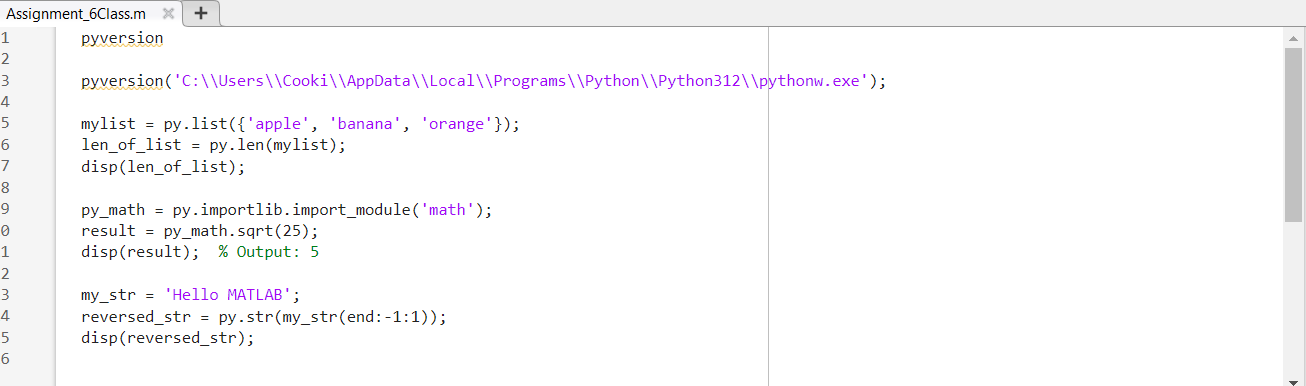 Assignment_6Class.m × +
1 pyversion
2
3 pyversion('C:\\Users\\Cooki\\AppData\\Local\\Programs\\Python\\Python312\\pythonw.exe');
4
5 mylist = py.list({'apple', 'banana', 'orange'});
6 len_of_list = py.len(mylist);
7 disp(len_of_list);
8
9 py_math = py.importlib.import_module('math');
0 result = py_math.sqrt(25);
1 disp(result);  % Output: 5
2
3 my_str = 'Hello MATLAB';
4 reversed_str = py.str(my_str(end:-1:1));
5 disp(reversed_str);
6